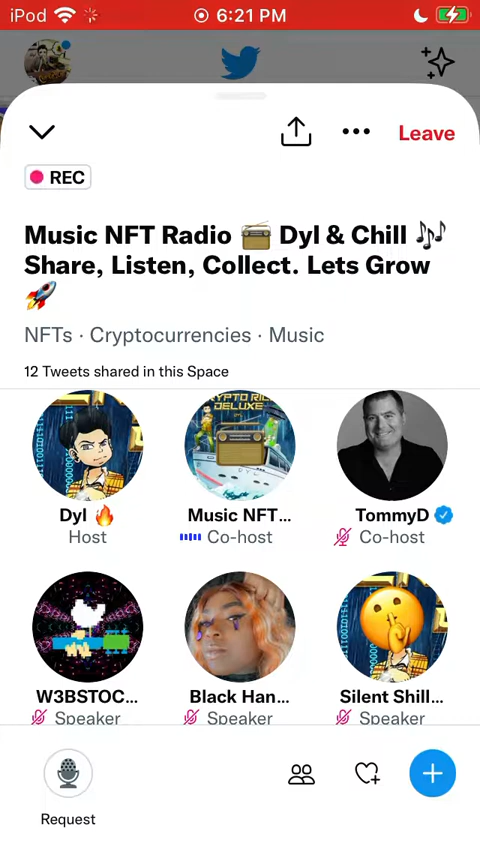 iPod 6:21 PM
Leave
REC
Music NFT Radio 📻 Dyl & Chill 🎶
Share, Listen, Collect. Lets Grow
🚀
NFTs · Cryptocurrencies · Music
12 Tweets shared in this Space
DELUXE
Dyl 🔥
Music NFT...
TommyD
Host
Co-host
Co-host
W3BSTOC...
Black Han...
Silent Shill...
Speaker
Speaker
Speaker
Request